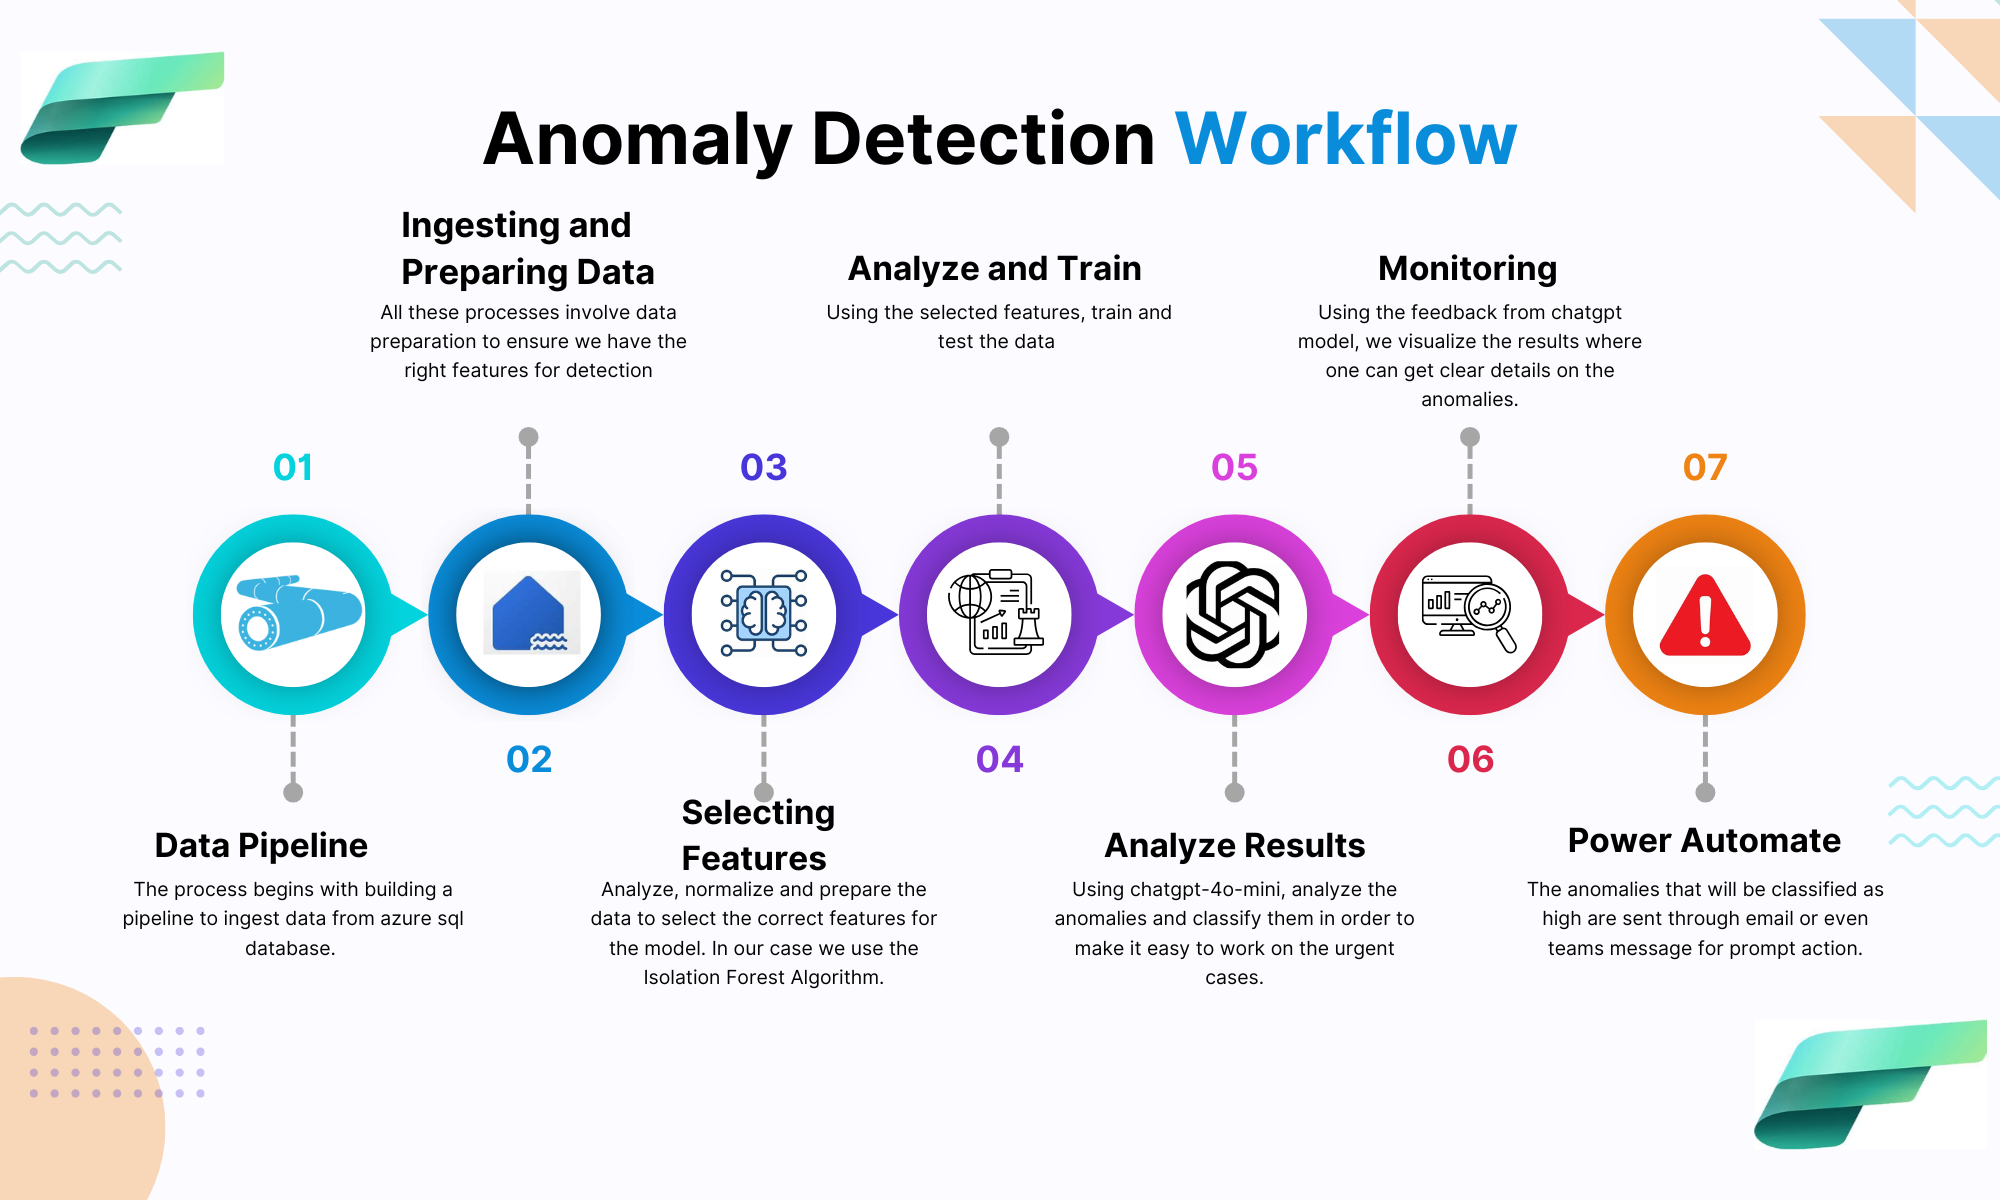 Anomaly Detection Workflow
01
Data Pipeline
The process begins with building a
pipeline to ingest data from azure sql
database.
02
Ingesting and
Preparing Data
All these processes involve data
preparation to ensure we have the
right features for detection
03
Selecting
Features
Analyze, normalize and prepare the
data to select the correct features for
the model. In our case we use the
Isolation Forest Algorithm.
04
Analyze and Train
Using the selected features, train and
test the data
05
Analyze Results
Using chatgpt-4o-mini, analyze the
anomalies and classify them in order to
make it easy to work on the urgent
cases.
06
Monitoring
Using the feedback from chatgpt
model, we visualize the results where
one can get clear details on the
anomalies.
07
Power Automate
The anomalies that will be classified as
high are sent through email or even
teams message for prompt action.